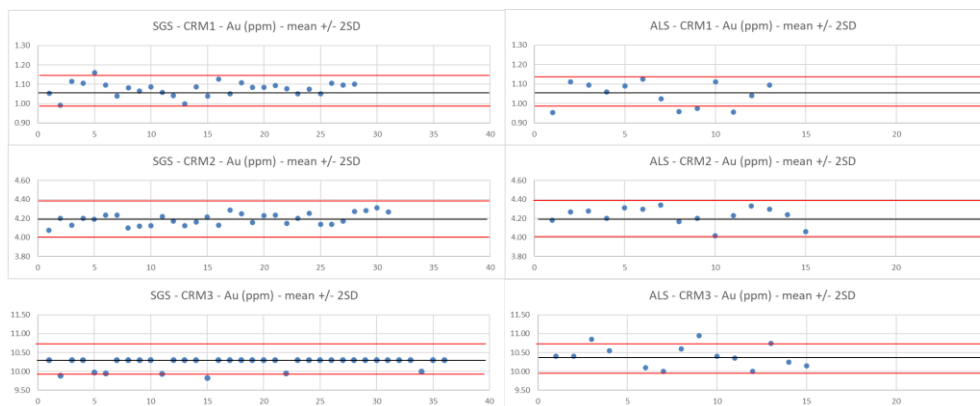 SGS - CRM1 - Au (ppm) - mean +/- 2SD
1.30
1.20
1.10
1.00
0.90
0 5 10 15 20 25 30 35 40
ALS - CRM1 - Au (ppm) - mean +/- 2SD
1.30
1.20
1.10
1.00
0.90
0 5 10 15 20
SGS - CRM2 - Au (ppm) - mean +/- 2SD
4.60
4.40
4.20
4.00
3.80
0 5 10 15 20 25 30 35 40
ALS - CRM2 - Au (ppm) - mean +/- 2SD
4.60
4.40
4.20
4.00
3.80
0 5 10 15 20
SGS - CRM3 - Au (ppm) - mean +/- 2SD
11.50
11.00
10.50
10.00
9.50
0 5 10 15 20 25 30 35 40
ALS - CRM3 - Au (ppm) - mean +/- 2SD
11.50
11.00
10.50
10.00
9.50
0 5 10 15 20